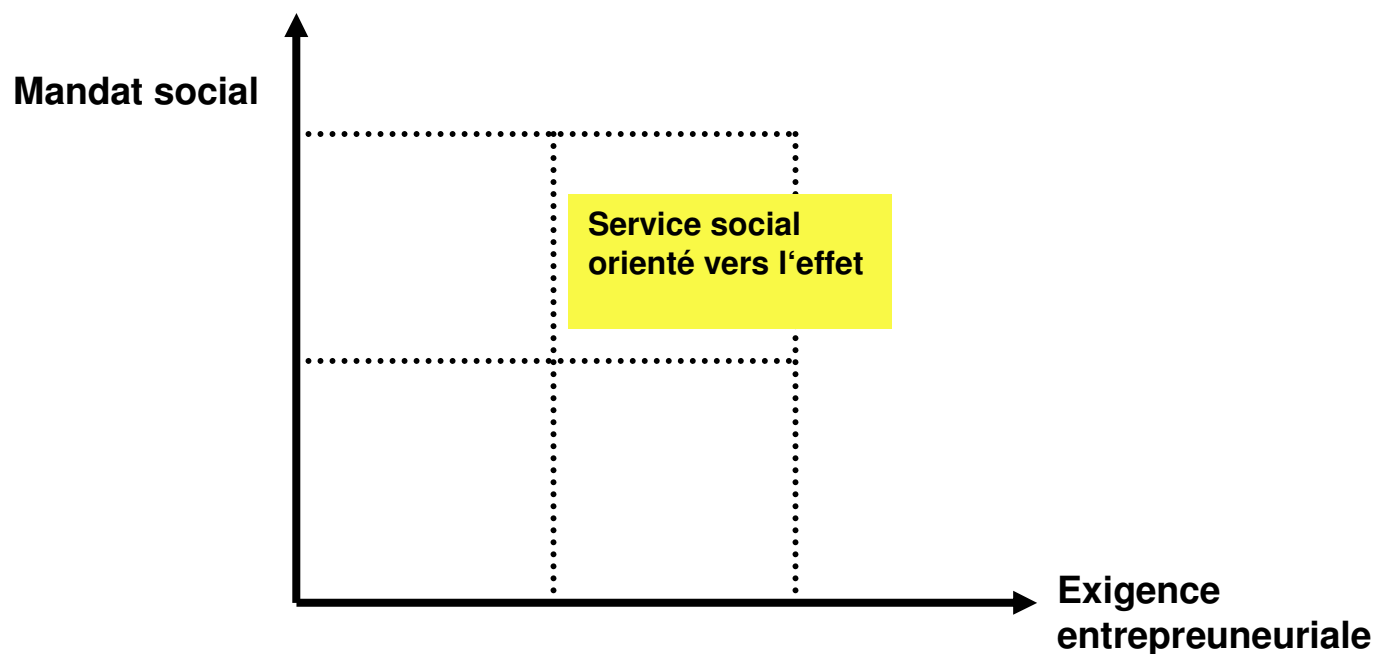 Mandat social
Service social
orienté vers l‘effet
Exigence
entrepreuneuriale